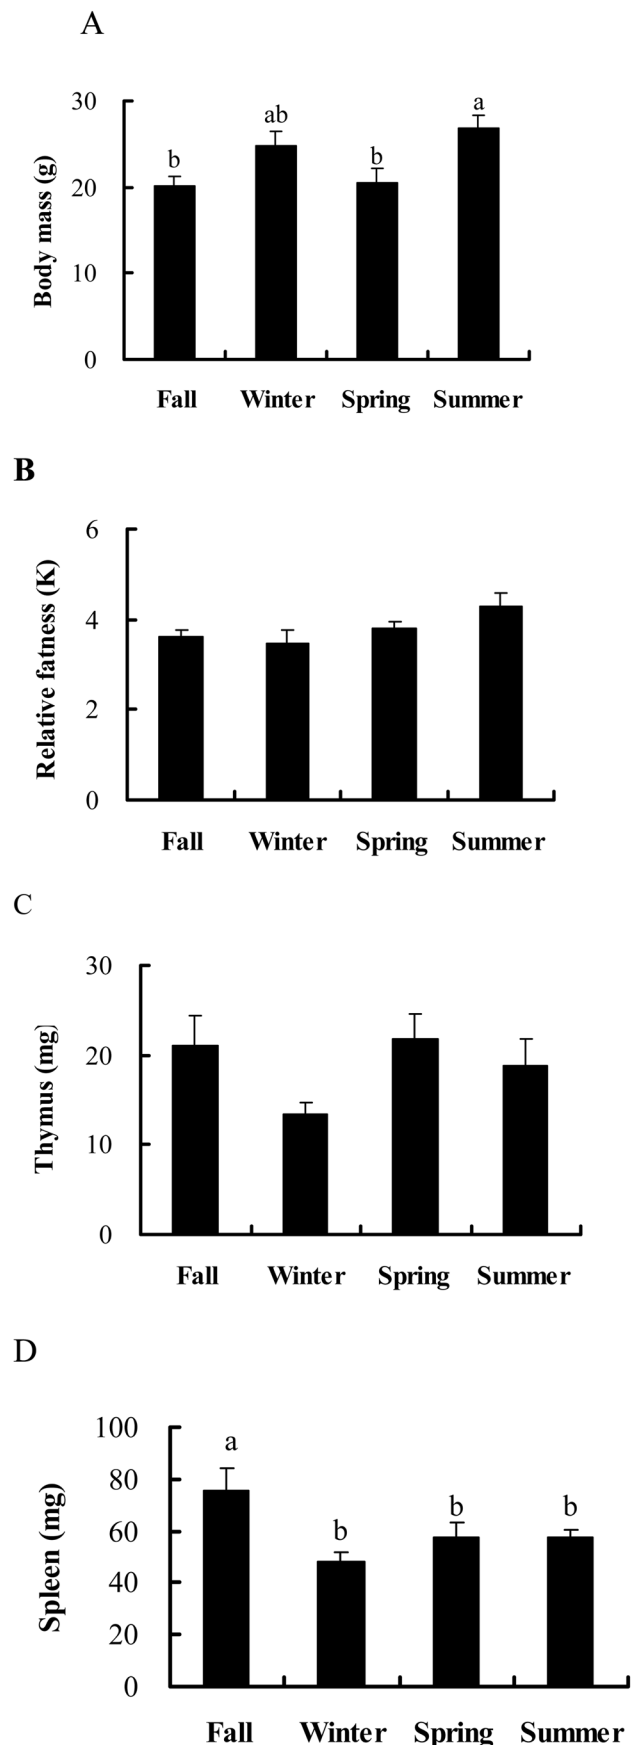 A
Body mass (g)
30
20
10
0
b
ab
b
a
Fall Winter Spring Summer
B
Relative fatness (K)
6
4
2
0
Fall Winter Spring Summer
C
Thymus (mg)
30
20
10
0
Fall Winter Spring Summer
D
Spleen (mg)
100
80
60
40
20
0
a
b
b
b
Fall Winter Spring Summer